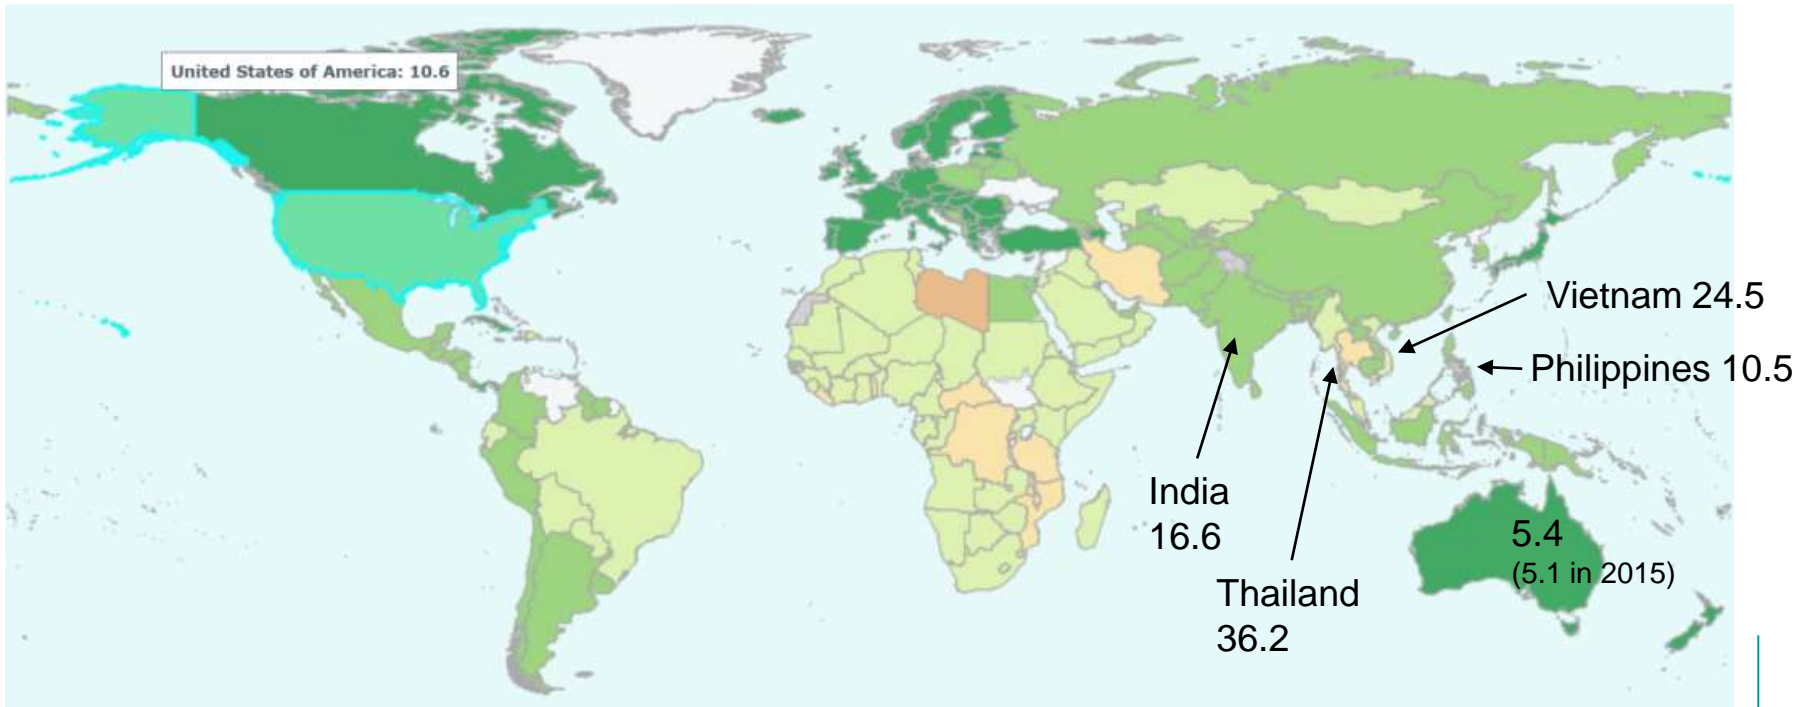 United States of America: 10.6
Vietnam 24.5
Philippines 10.5
India
16.6
Thailand
36.2
5.4
(5.1 in 2015)